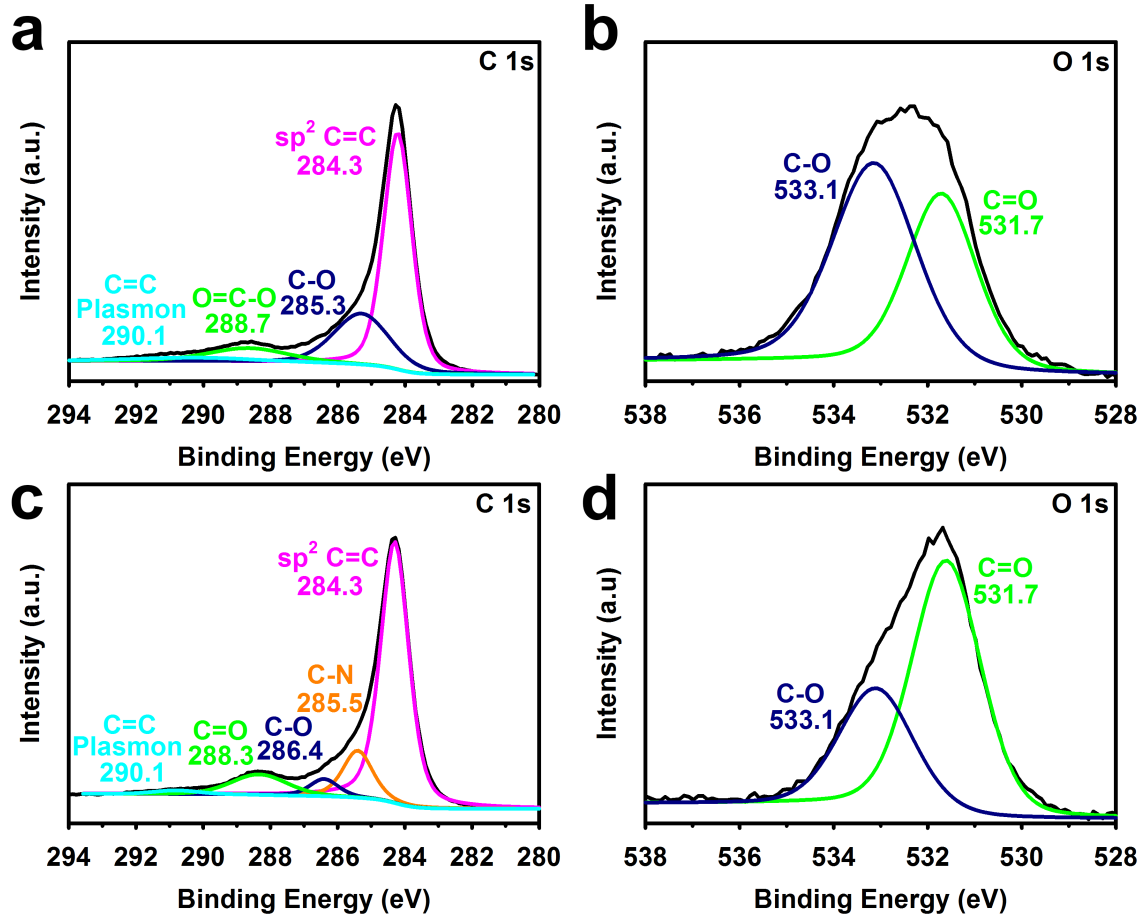 a
C 1s
sp² C=C
284.3
C-O
285.3
O=C-O
288.7
C=C
Plasmon
290.1
Intensity (a.u.)
294 292 290 288 286 284 282 280
Binding Energy (eV)
b
O 1s
C-O
533.1
C=O
531.7
Intensity (a.u.)
538 536 534 532 530 528
Binding Energy (eV)
c
C 1s
sp² C=C
284.3
C-N
285.5
C-O
286.4
C=O
288.3
C=C
Plasmon
290.1
Intensity (a.u.)
294 292 290 288 286 284 282 280
Binding Energy (eV)
d
O 1s
C=O
531.7
C-O
533.1
Intensity (a.u)
538 536 534 532 530 528
Binding Energy (eV)